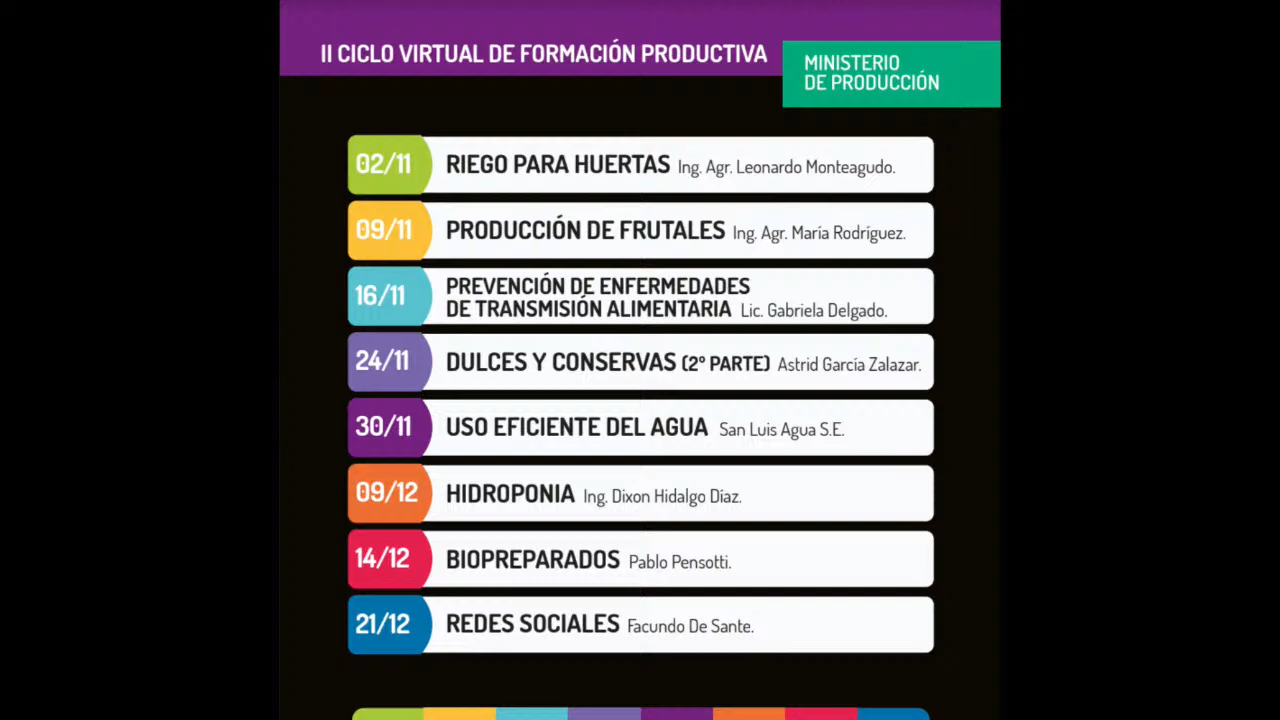 II CICLO VIRTUAL DE FORMACIÓN PRODUCTIVA
MINISTERIO
DE PRODUCCIÓN
02/11 RIEGO PARA HUERTAS Ing. Agr. Leonardo Monteagudo.
09/11 PRODUCCIÓN DE FRUTALES Ing. Agr. María Rodríguez.
16/11 PREVENCIÓN DE ENFERMEDADES
DE TRANSMISIÓN ALIMENTARIA Lic. Gabriela Delgado.
24/11 DULCES Y CONSERVAS (2º PARTE) Astrid García Zalazar.
30/11 USO EFICIENTE DEL AGUA San Luis Agua S.E.
09/12 HIDROPONIA Ing. Dixon Hidalgo Díaz.
14/12 BIOPREPARADOS Pablo Pensotti.
21/12 REDES SOCIALES Facundo De Sante.